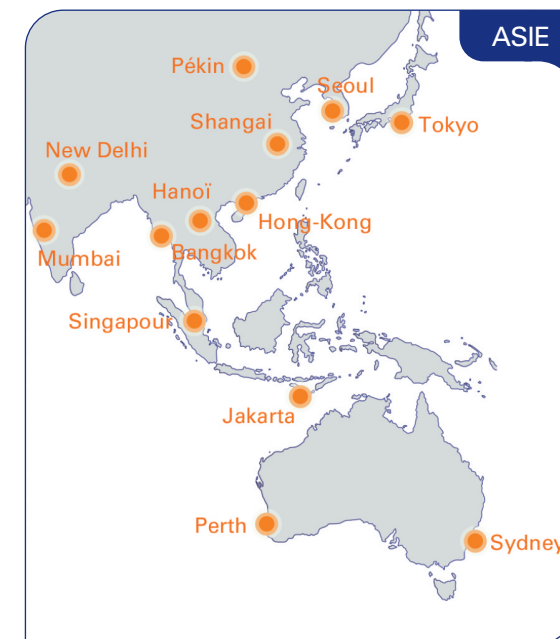 ASIE
Pékin
Seoul
Shangai
Tokyo
New Delhi
Hanoï
Hong-Kong
Mumbai
Bangkok
Singapour
Jakarta
Perth
Sydney